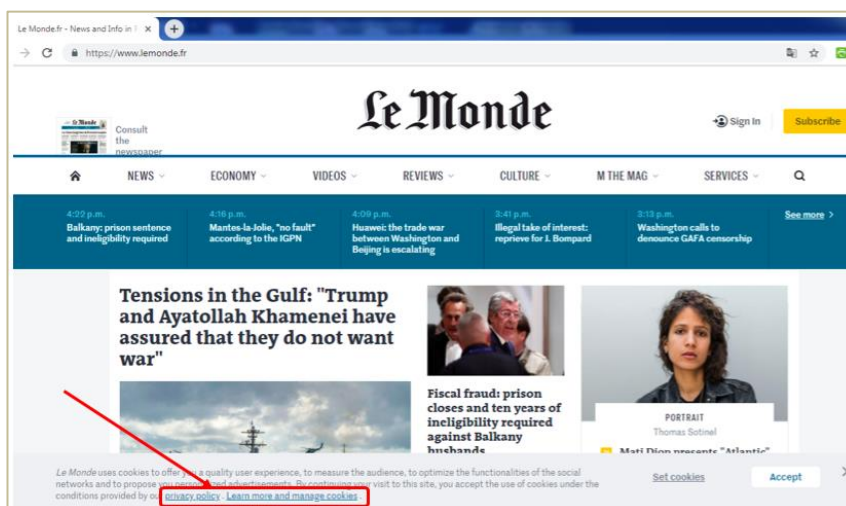 Le Monde.fr - News and Info in F
https://www.lemonde.fr
Le Monde
Consult
the
newspaper
Sign In
Subscribe
NEWS
ECONOMY
VIDEOS
REVIEWS
CULTURE
M THE MAG
SERVICES
4:22 p.m.
Balkany: prison sentence
and ineligibility required
4:16 p.m.
Mantes-la-Jolie, "no fault"
according to the IGPN
4:09 p.m.
Huawei: the trade war
between Washington and
Beijing is escalating
3:41 p.m.
Illegal take of interest:
reprieve for J. Bompard
3:13 p.m.
Washington calls to
denounce GAFA censorship
See more
Tensions in the Gulf: "Trump
and Ayatollah Khamenei have
assured that they do not want
war"
Fiscal fraud: prison
closes and ten years of
ineligibility required
against Balkany
husbands
PORTRAIT
Thomas Sotinel
Mati Diop presents "Atlantic"
Le Monde uses cookies to offer you a quality user experience, to measure the audience, to optimize the functionalities of the social
networks and to propose you personalized advertisements. By continuing your visit to this site, you accept the use of cookies under the
conditions provided by our privacy policy . Learn more and manage cookies .
Set cookies
Accept